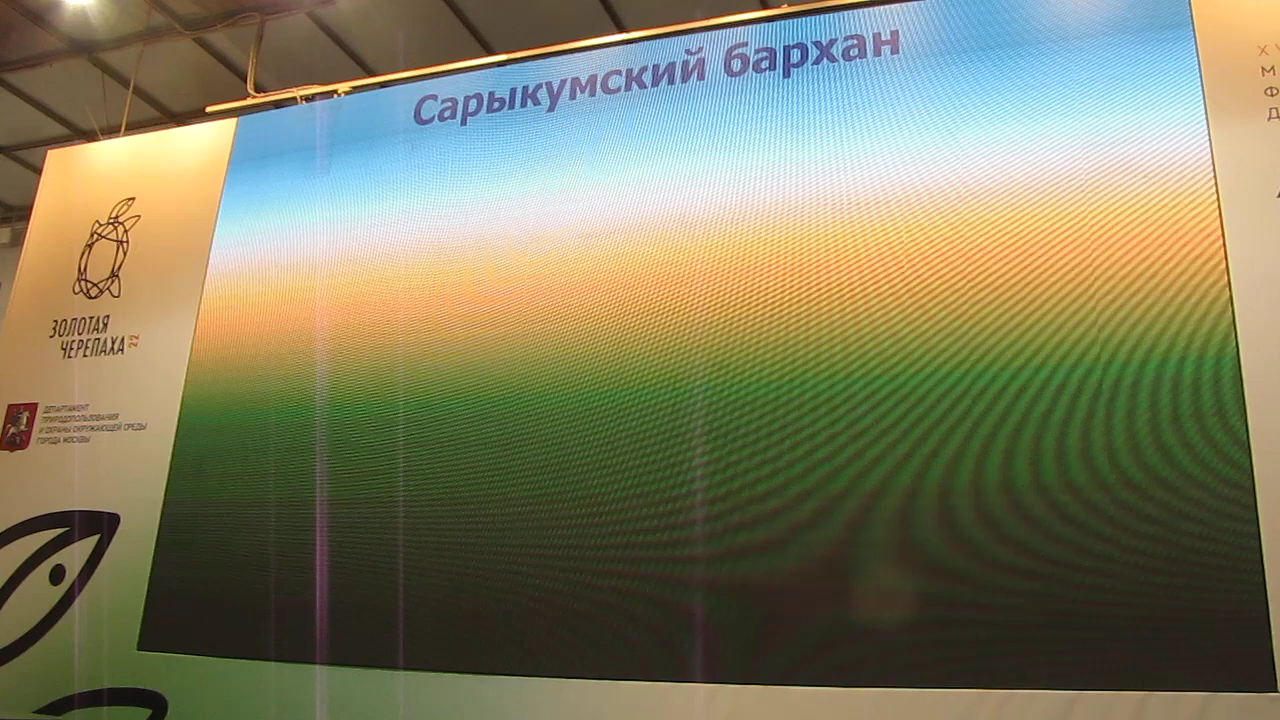 Сарыкумский бархан
ЗОЛОТАЯ
ЧЕРЕПАХА
22
ДЕПАРТАМЕНТ
ПРИРОДОПОЛЬЗОВАНИЯ
И ОХРАНЫ ОКРУЖАЮЩЕЙ СРЕДЫ
ГОРОДА МОСКВЫ